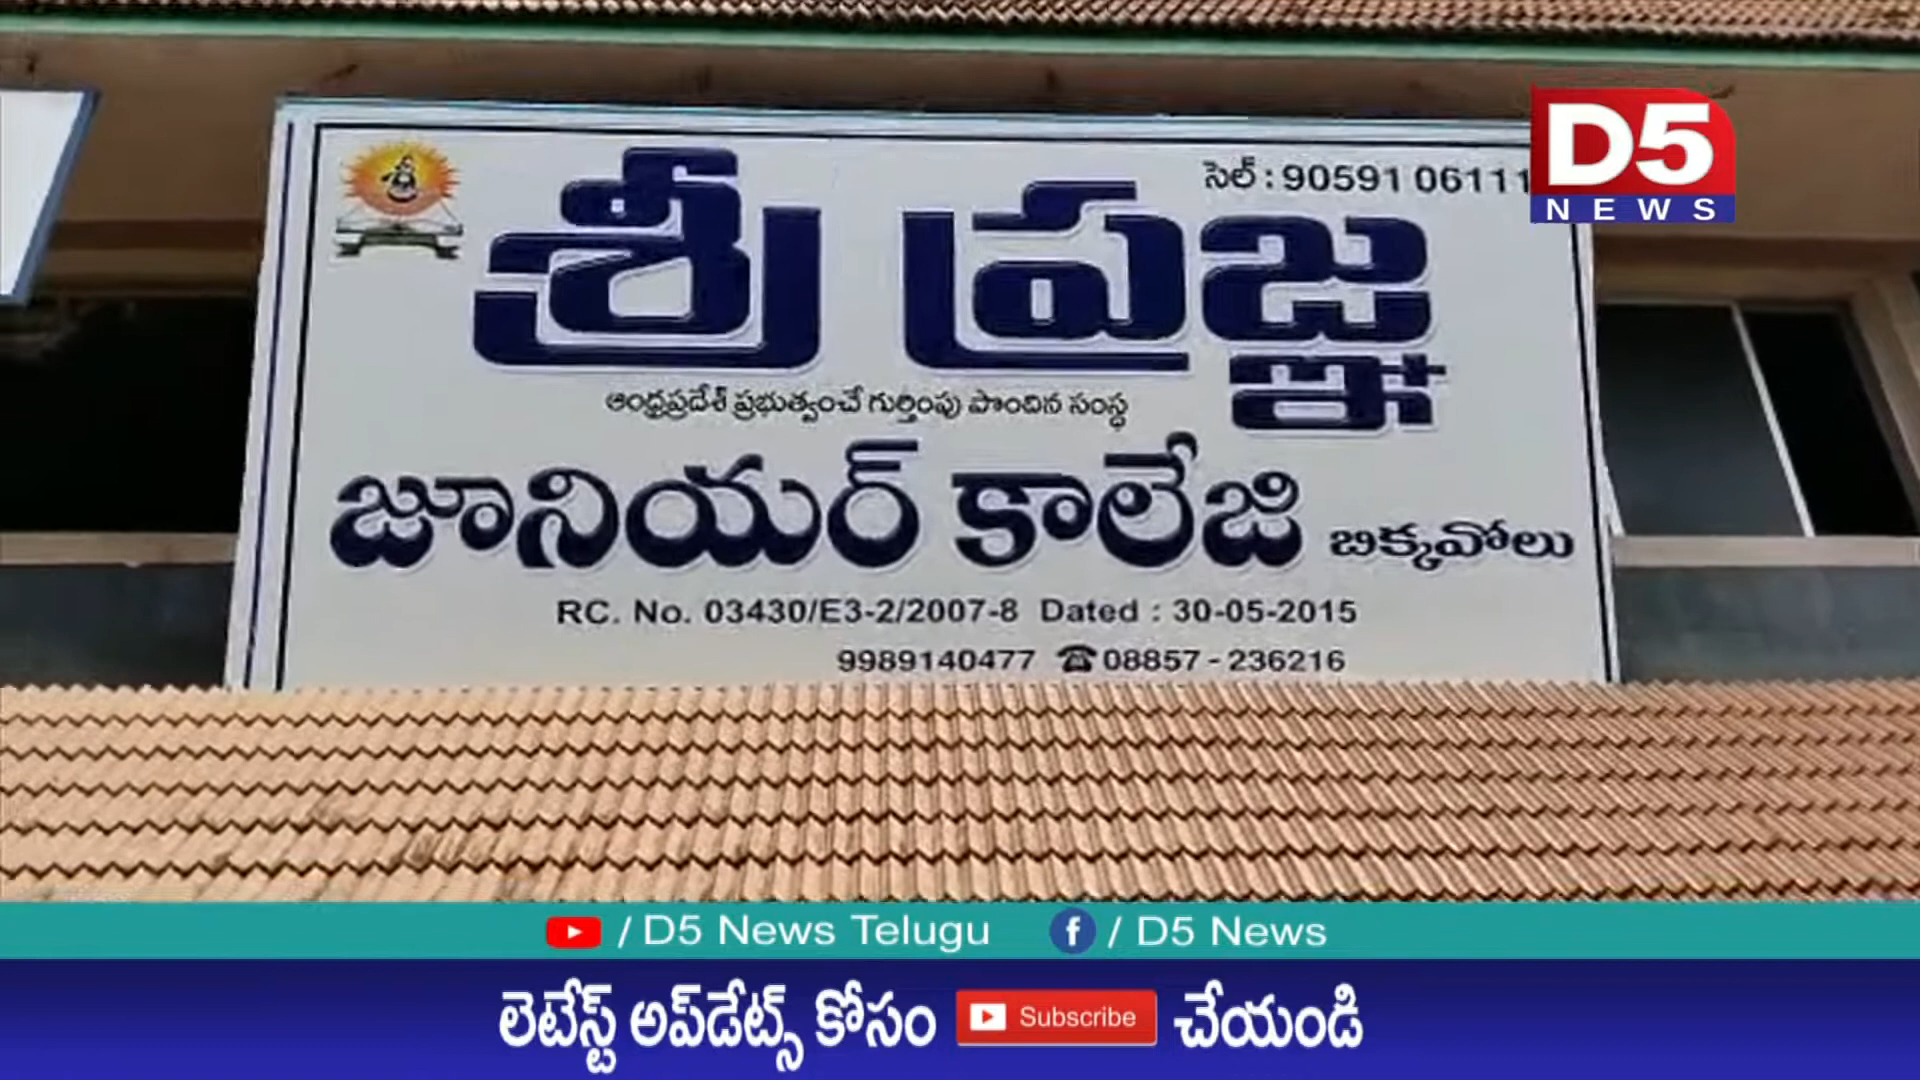 సెల్ : 90591 06111
శ్రీ ప్రజ్ఞ
ఆంధ్రప్రదేశ్ ప్రభుత్వంచే గుర్తింపు పొందిన సంస్థ
జూనియర్ కాలేజి బిక్కవోలు
RC. No. 03430/E3-2/2007-8 Dated : 30-05-2015
9989140477 ☎08857 - 236216
D5
NEWS
/ D5 News Telugu / D5 News
లెటేస్ట్ అప్‌డేట్స్ కోసం Subscribe చేయండి